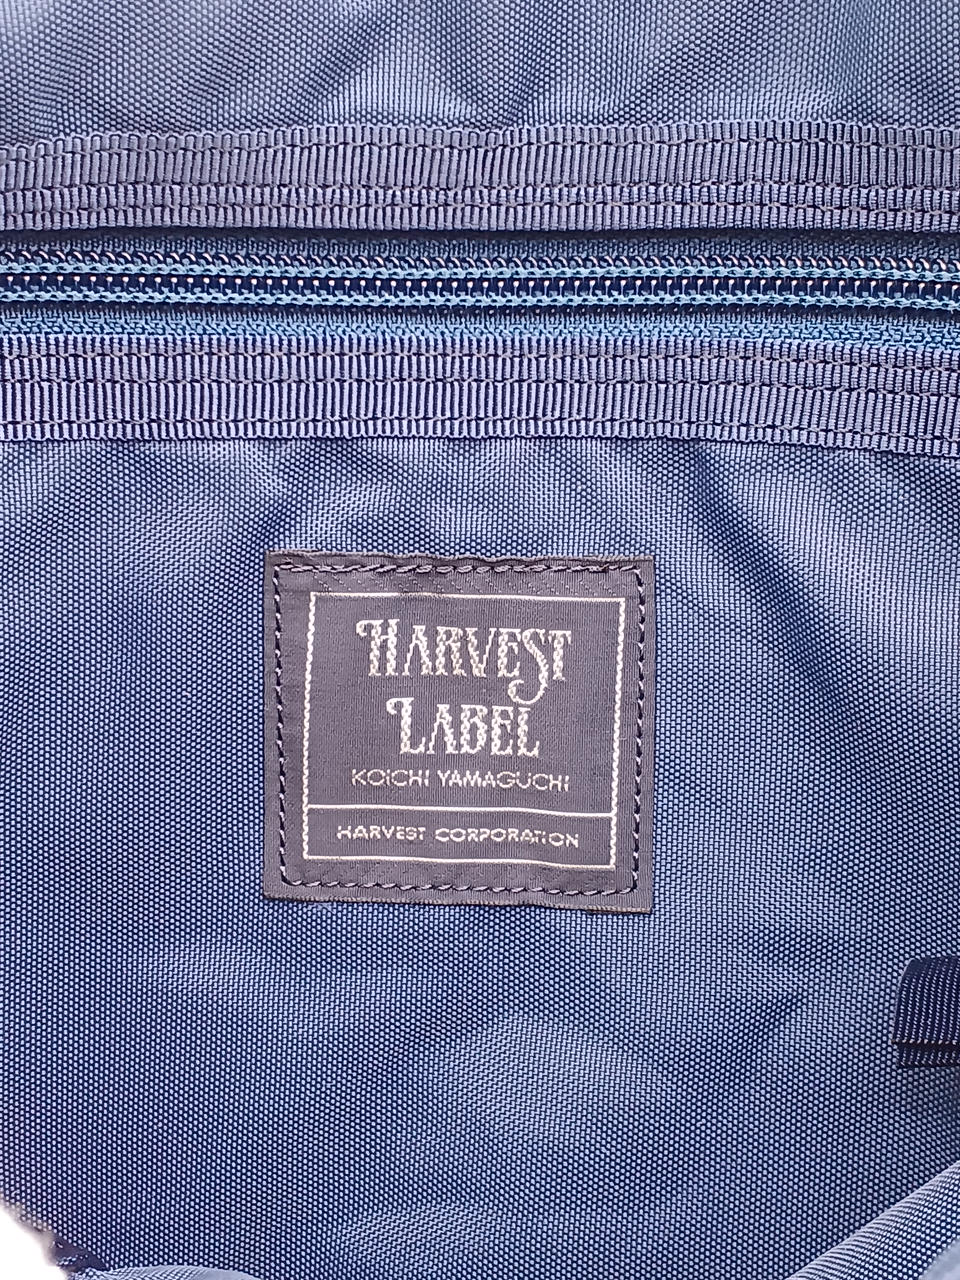 HARVEST
LABEL
KOICHI YAMAGUCHI
HARVEST CORPORATION